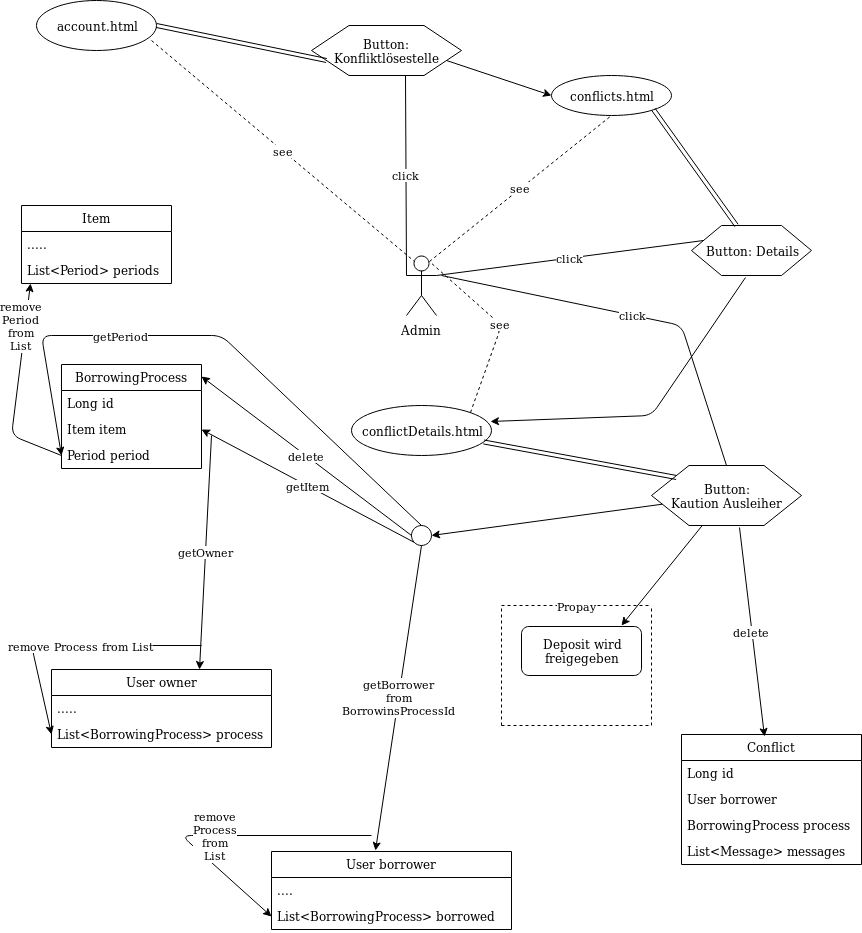 account.html
Button:
Konfliktlösestelle
conflicts.html
see
click
see
Item
.....
List<Period> periods
click
Button: Details
remove
Period
from
List
getPeriod
Admin
see
click
BorrowingProcess
Long id
Item item
Period period
conflictDetails.html
delete
getItem
Button:
Kaution Ausleiher
getOwner
Propay
Deposit wird
freigegeben
delete
remove Process from List
User owner
.....
List<BorrowingProcess> process
getBorrower
from
BorrowinsProcessId
Conflict
Long id
User borrower
BorrowingProcess process
List<Message> messages
remove
Process
from
List
User borrower
....
List<BorrowingProcess> borrowed